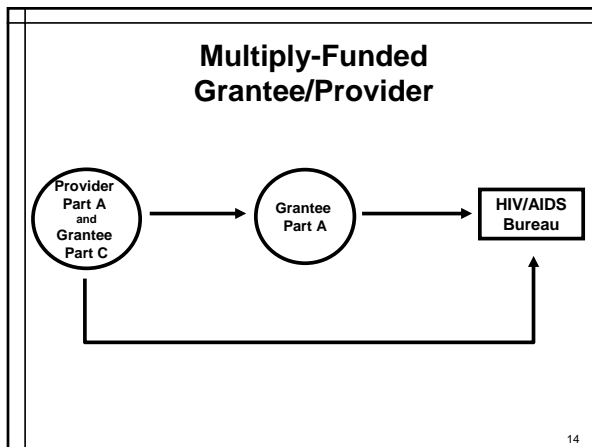 Multiply-Funded
Grantee/Provider
Provider
Part A
and
Grantee
Part C
Grantee
Part A
HIV/AIDS
Bureau
14